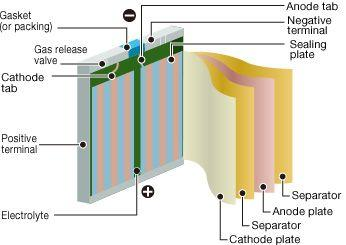 Gasket
(or packing)
Gas release
valve
Cathode
tab
Positive
terminal
Electrolyte
Anode tab
Negative
terminal
Sealing
plate
Separator
Anode plate
Separator
Cathode plate